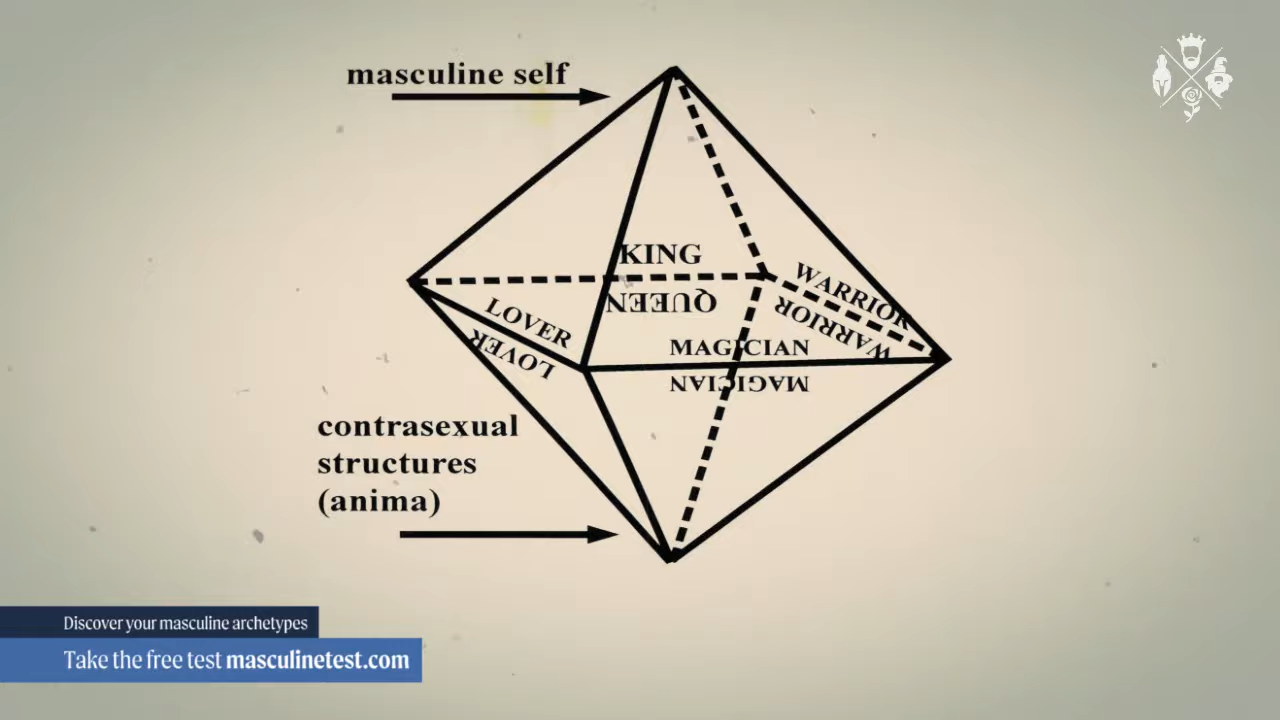 masculine self
KING
QUEEN
WARRIOR
WARRIOR
LOVER
LOVER
MAGICIAN
MAGICIAN
contrasexual
structures
(anima)
Discover your masculine archetypes
Take the free test masculinetest.com